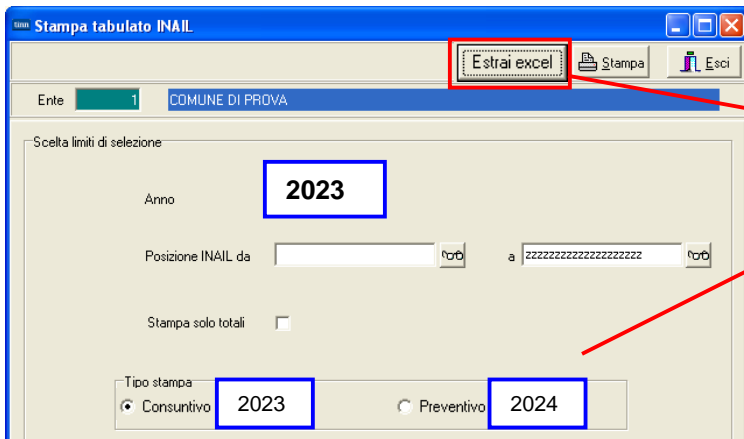 tinn Stampa tabulato INAIL
Estrai excel Stampa Esci
Ente 1 COMUNE DI PROVA
Scelta limiti di selezione
Anno 2023
Posizione INAIL da a zzzzzzzzzzzzzzzzzzzz
Stampa solo totali
Tipo stampa
Consuntivo 2023 Preventivo 2024